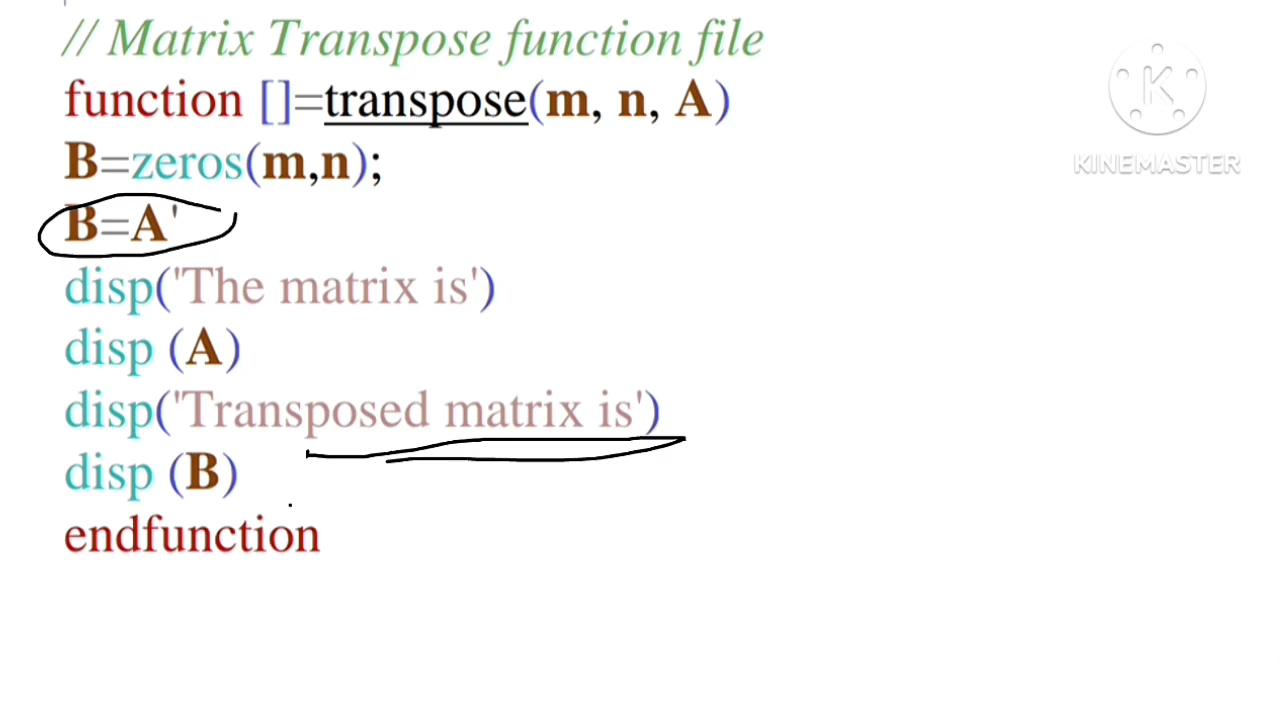 // Matrix Transpose function file
function []=transpose(m, n, A)
B=zeros(m,n);
B=A'
disp('The matrix is')
disp (A)
disp('Transposed matrix is')
disp (B)
endfunction
K
KINEMASTER